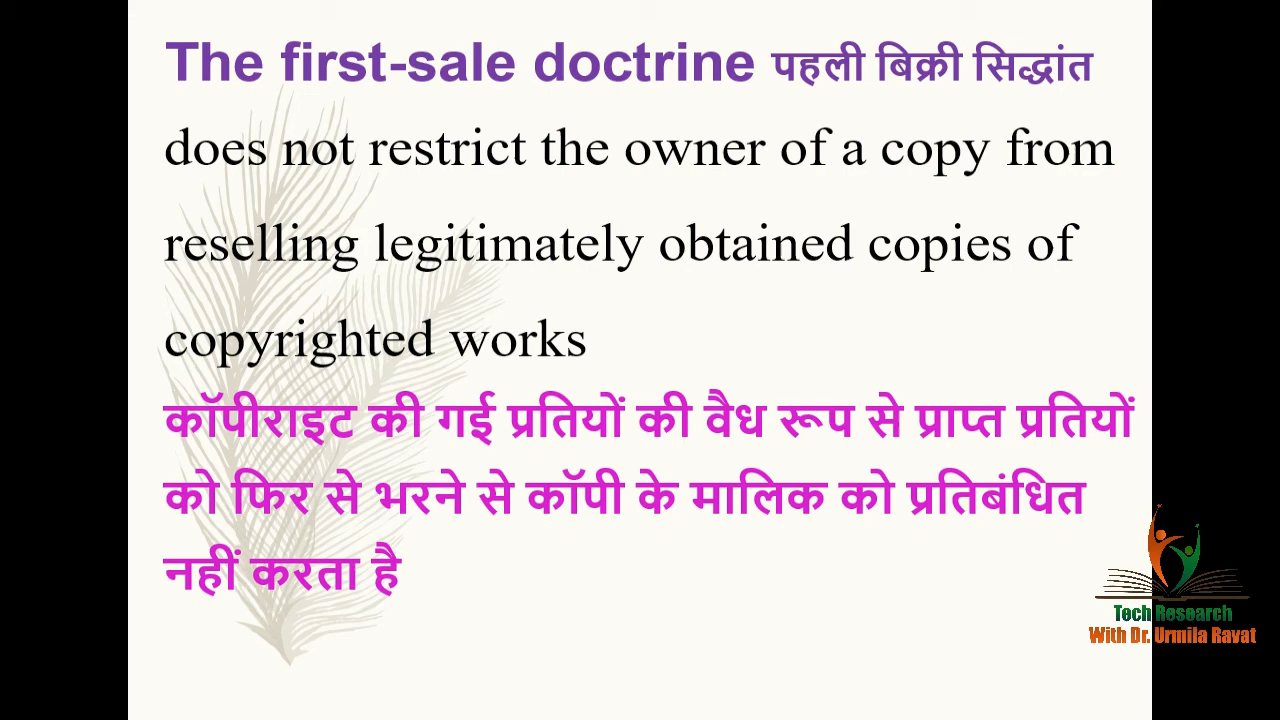 The first-sale doctrine पहली बिक्री सिद्धांत
does not restrict the owner of a copy from
reselling legitimately obtained copies of
copyrighted works
कॉपीराइट की गई प्रतियों की वैध रूप से प्राप्त प्रतियों
को फिर से भरने से कॉपी के मालिक को प्रतिबंधित
नहीं करता है
Tech Research
With Dr. Urmila Ravat